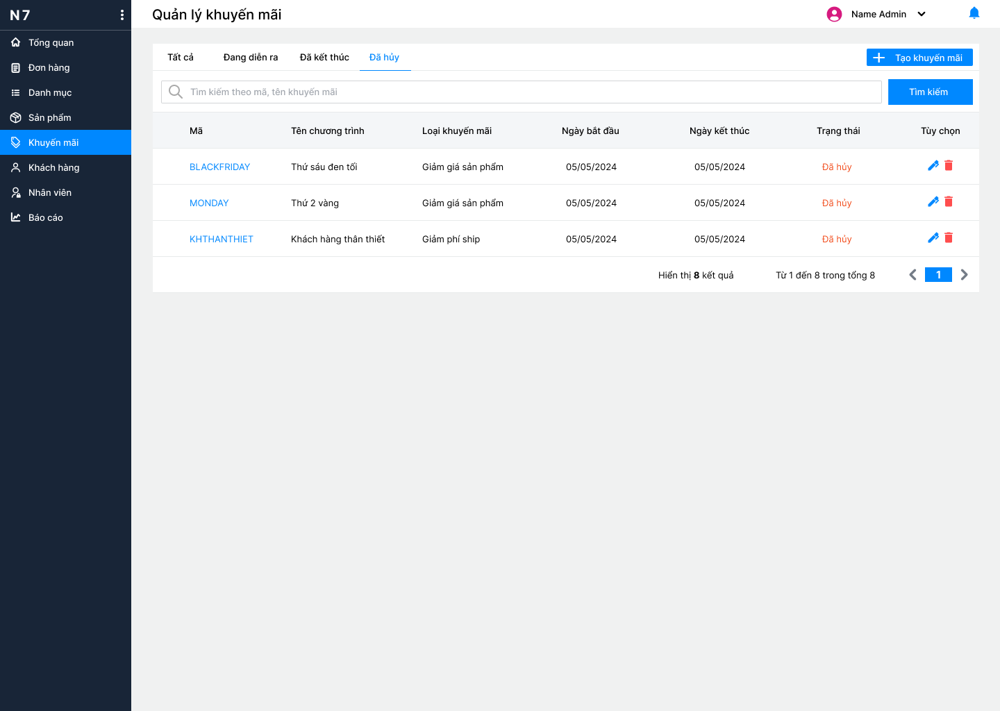 N7
Quản lý khuyến mãi
Name Admin
Tổng quan
Đơn hàng
Danh mục
Sản phẩm
Khuyến mãi
Khách hàng
Nhân viên
Báo cáo
Tất cả Đang diễn ra Đã kết thúc Đã hủy Tạo khuyến mãi
Tìm kiếm theo mã, tên khuyến mãi Tìm kiếm
Mã Tên chương trình Loại khuyến mãi Ngày bắt đầu Ngày kết thúc Trạng thái Tùy chọn
BLACKFRIDAY Thứ sáu đen tối Giảm giá sản phẩm 05/05/2024 05/05/2024 Đã hủy
MONDAY Thứ 2 vàng Giảm giá sản phẩm 05/05/2024 05/05/2024 Đã hủy
KHTHANTHIET Khách hàng thân thiết Giảm phí ship 05/05/2024 05/05/2024 Đã hủy
Hiển thị 8 kết quả Từ 1 đến 8 trong tổng 8 1